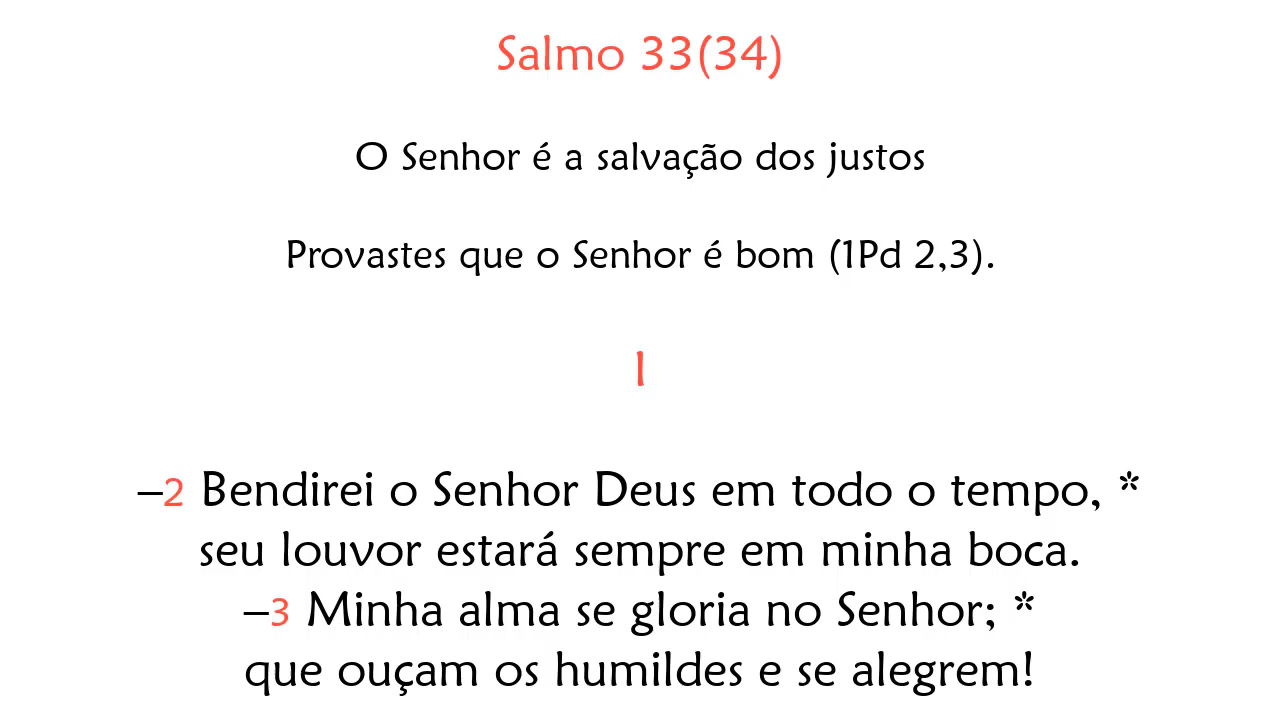 Salmo 33(34)
O Senhor é a salvação dos justos
Provastes que o Senhor é bom (1Pd 2,3).
I
–2 Bendirei o Senhor Deus em todo o tempo, *
seu louvor estará sempre em minha boca.
–3 Minha alma se gloria no Senhor; *
que ouçam os humildes e se alegrem!